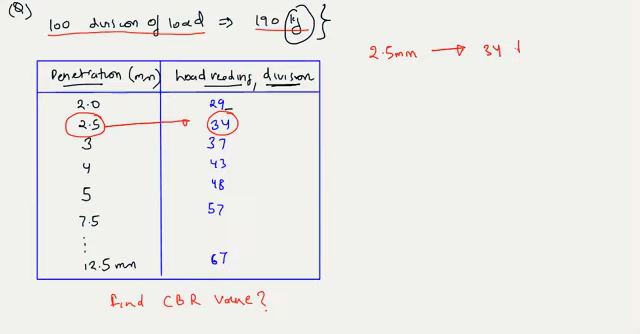 (Q) 100 division of load ⇒ 190 kg }
2.5mm → 34
Penetration (mm) Load reading, division
2.0 29
2.5 → 34
3 37
4 43
5 48
7.5 57
⋮
12.5 mm 67
find CBR value?